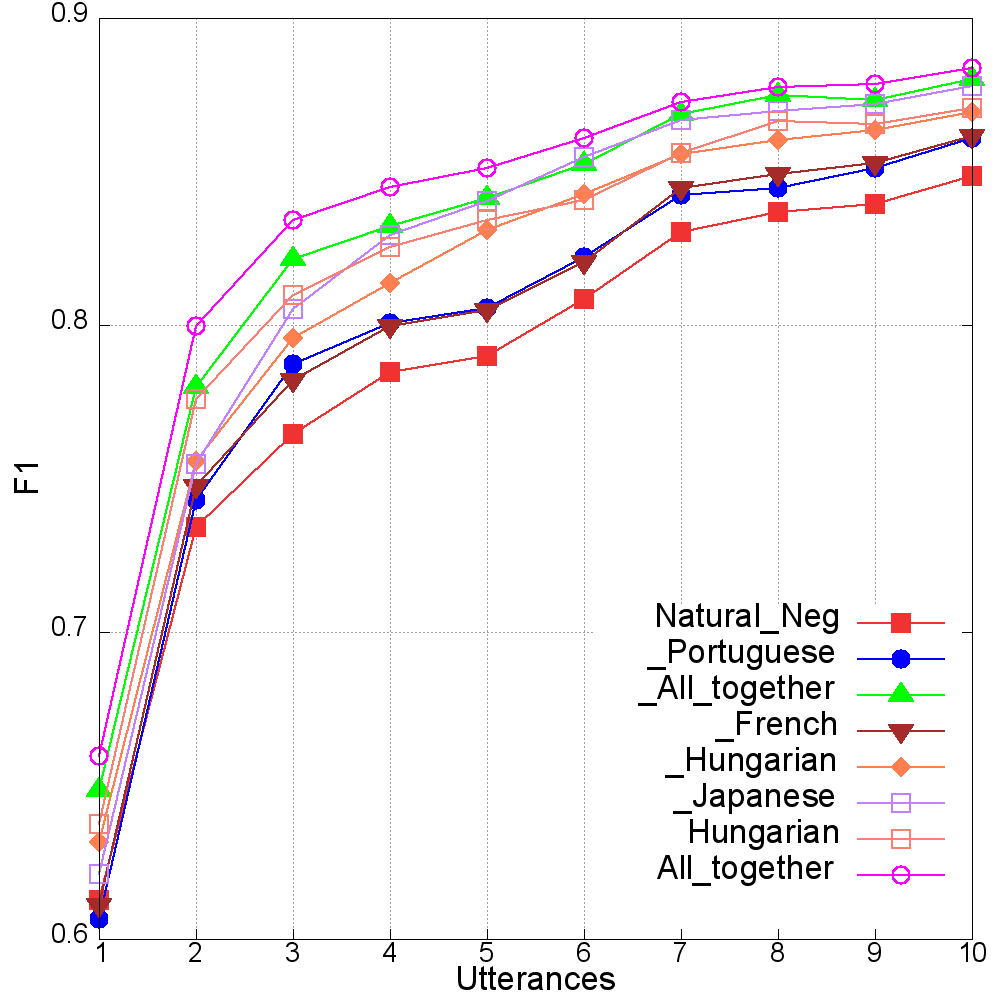 0.9
0.8
0.7
0.6
F1
Natural_Neg
_Portuguese
_All_together
_French
_Hungarian
_Japanese
Hungarian
All_together
1 2 3 4 5 6 7 8 9 10
Utterances